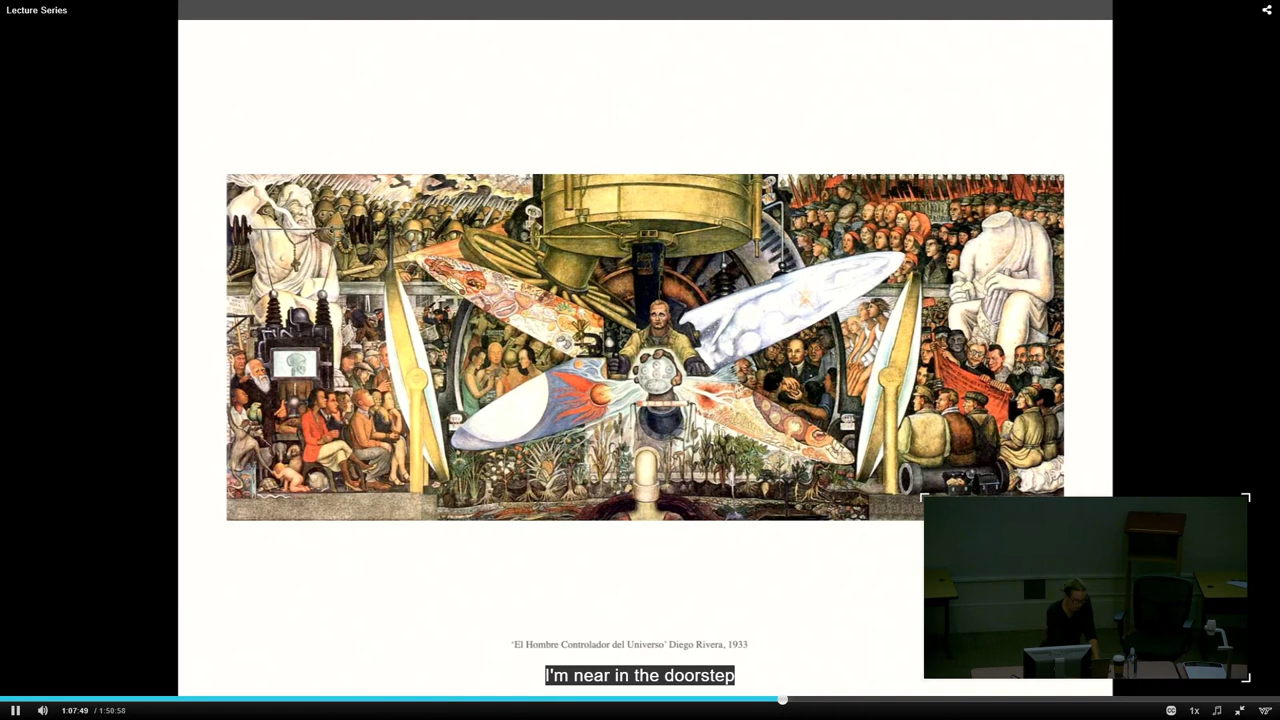 Lecture Series
‘El Hombre Controlador del Universo’ Diego Rivera, 1933
I'm near in the doorstep
1:07:49 / 1:50:58
CC
1x